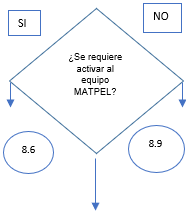 SI
NO
¿Se requiere
activar al
equipo
MATPEL?
8.6
8.9